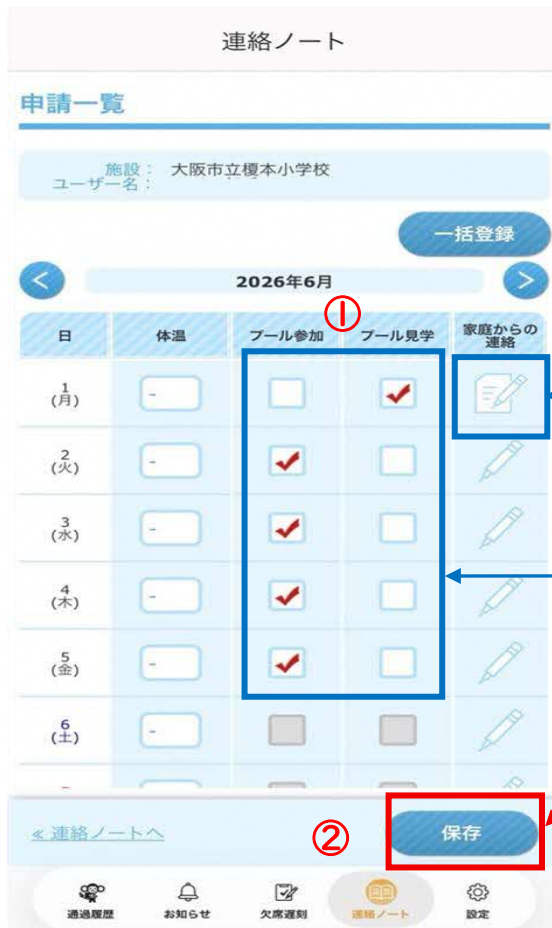 連絡ノート
申請一覧
施設： 大阪市立榎本小学校
ユーザー名：
一括登録
< 2026年6月 >
①
日 体温 プール参加 プール見学 家庭からの連絡
1
(月) -
2
(火) -
3
(水) -
4
(木) -
5
(金) -
6
(土) -
≪ 連絡ノートへ ② 保存
通過履歴 お知らせ 欠席遅刻 連絡ノート 設定